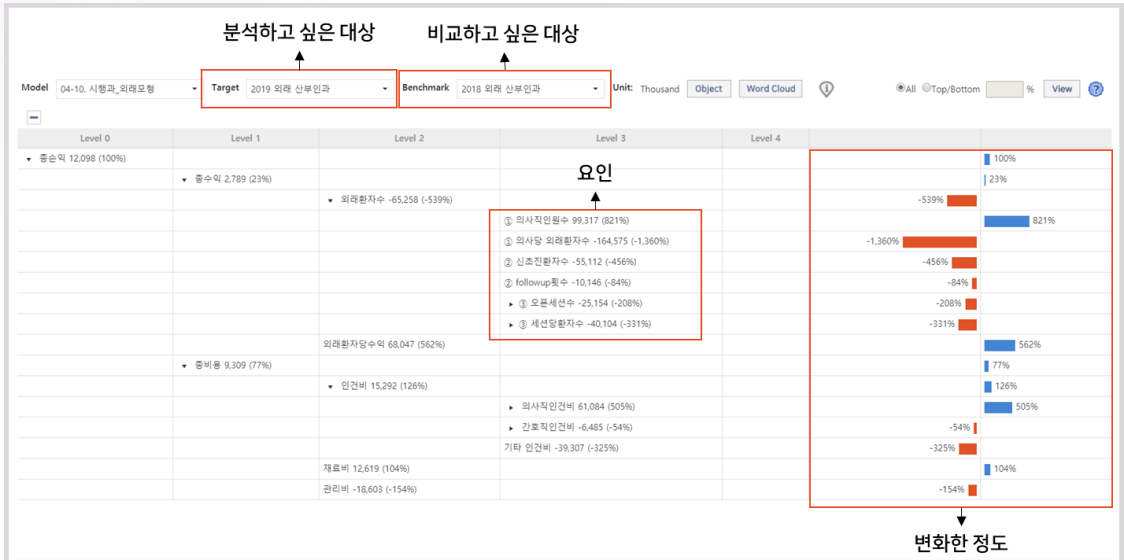 분석하고 싶은 대상 비교하고 싶은 대상
Model 04-10. 시행과_외래모형 Target 2019 외래 산부인과 Benchmark 2018 외래 산부인과 Unit: Thousand Object Word Cloud All Top/Bottom % View ?
Level 0 Level 1 Level 2 Level 3 Level 4
총손익 12,098 (100%) 100%
요인
총수익 2,789 (23%) 23%
외래환자수 -65,258 (-539%) -539%
① 의사직인원수 99,317 (821%) 821%
① 의사당 외래환자수 -164,575 (-1,360%) -1,360%
② 신초진환자수 -55,112 (-456%) -456%
② followup횟수 -10,146 (-84%) -84%
③ 오픈세션수 -25,154 (-208%) -208%
③ 세션당환자수 -40,104 (-331%) -331%
외래환자당수익 68,047 (562%) 562%
총비용 9,309 (77%) 77%
인건비 15,292 (126%) 126%
의사직인건비 61,084 (505%) 505%
간호직인건비 -6,485 (-54%) -54%
기타 인건비 -39,307 (-325%) -325%
재료비 12,619 (104%) 104%
관리비 -18,603 (-154%) -154%
변화한 정도